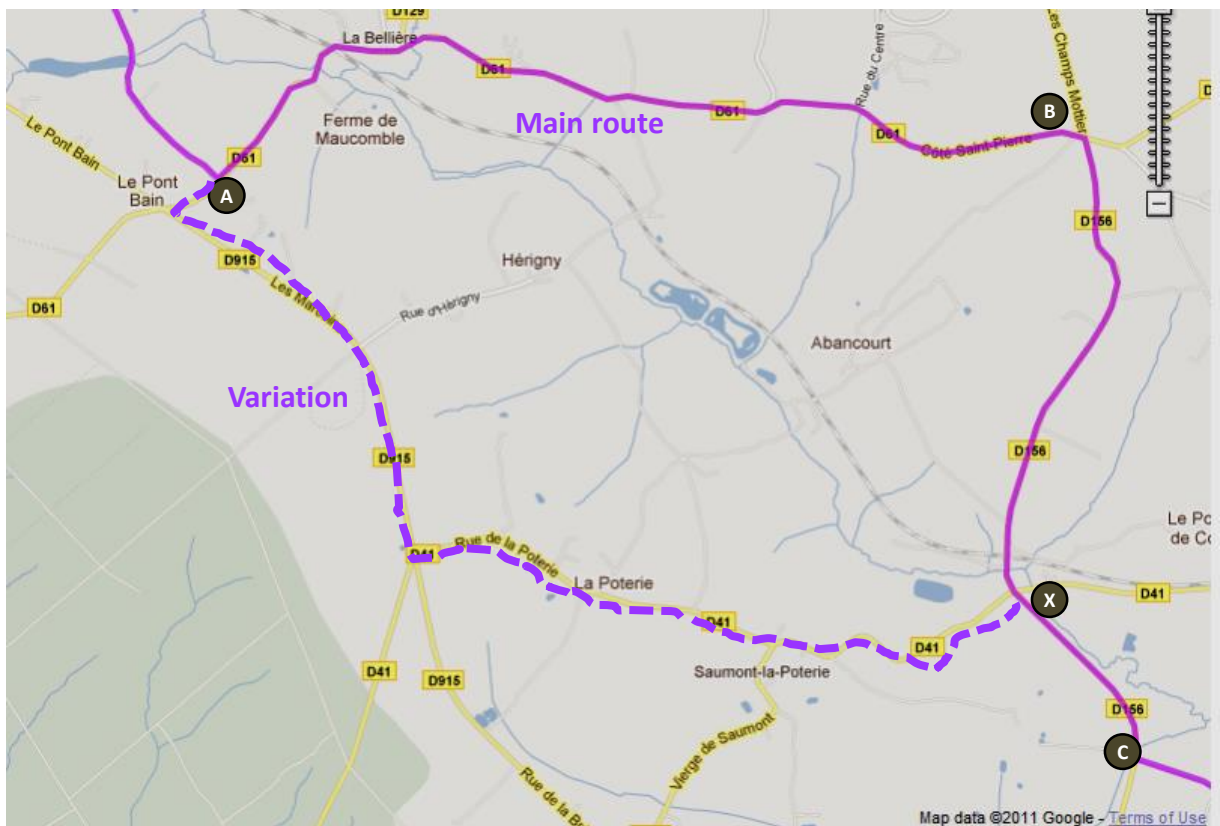 D129
La Bellière
D61
Les Champs Mottier
Rue du Centre
D61
B
Main route
D61
Ferme de
Maucomble
Le Pont Bain
Côté Saint-Pierre
D61
Le Pont
Bain
A
D156
D915
Hérigny
Les Mar
Rue d'Hérigny
D61
Abancourt
Variation
D915
D156
Le Po
de Co
D41
Rue de la Poterie
La Poterie
X
D41
D41
D41
Saumont-la-Poterie
D41
D915
D156
Vierge de Saumont
C
Rue de la B
Map data ©2011 Google - Terms of Use